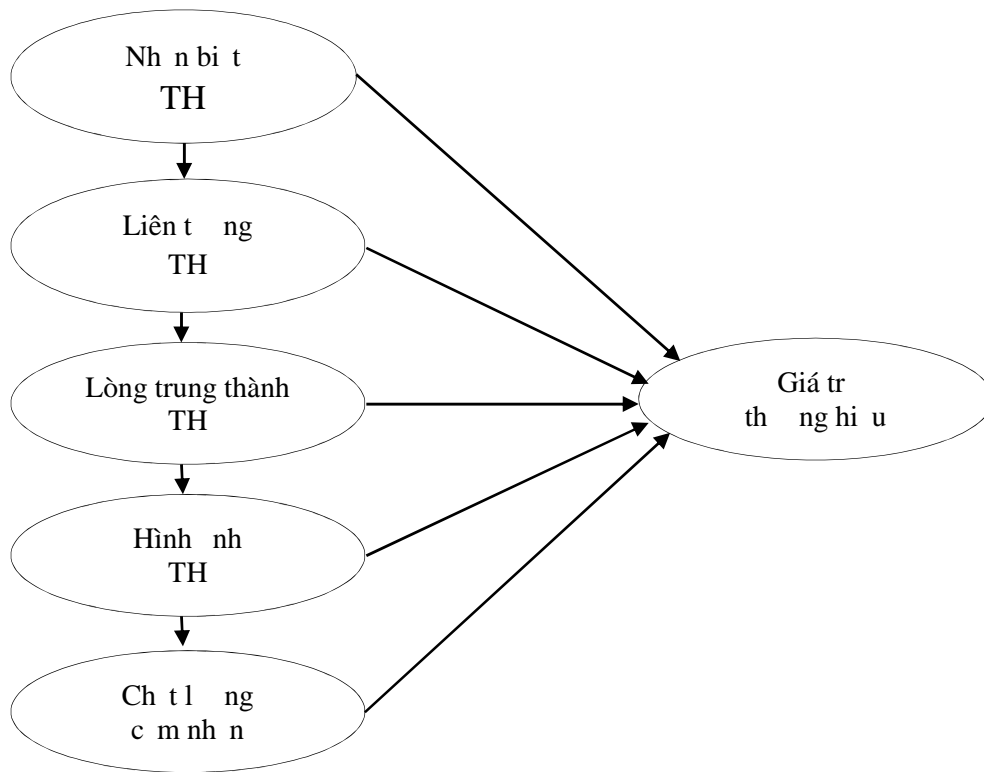 Nh n bi t
TH
Liên t ng
TH
Lòng trung thành
TH
Hình nh
TH
Ch t l ng
c m nh n
Giá tr
th ng hi u